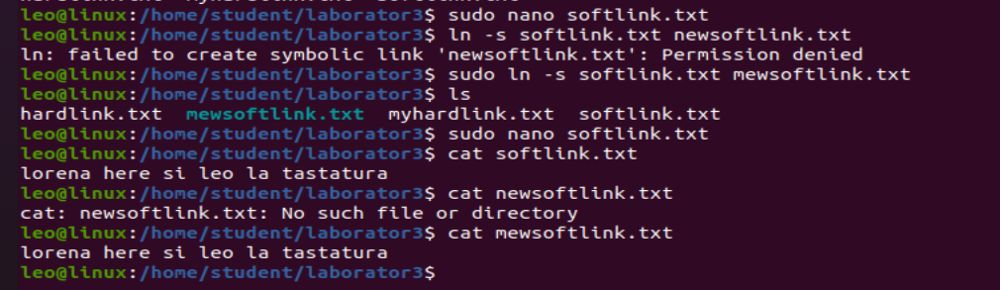 leo@linux:/home/student/laborator3$ sudo nano softlink.txt
leo@linux:/home/student/laborator3$ ln -s softlink.txt newsoftlink.txt
ln: failed to create symbolic link 'newsoftlink.txt': Permission denied
leo@linux:/home/student/laborator3$ sudo ln -s softlink.txt mewsoftlink.txt
leo@linux:/home/student/laborator3$ ls
hardlink.txt  mewsoftlink.txt  myhardlink.txt  softlink.txt
leo@linux:/home/student/laborator3$ sudo nano softlink.txt
leo@linux:/home/student/laborator3$ cat softlink.txt
lorena here si leo la tastatura
leo@linux:/home/student/laborator3$ cat newsoftlink.txt
cat: newsoftlink.txt: No such file or directory
leo@linux:/home/student/laborator3$ cat mewsoftlink.txt
lorena here si leo la tastatura
leo@linux:/home/student/laborator3$